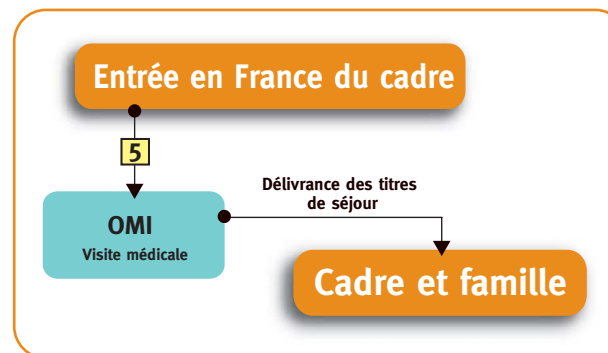 Entrée en France du cadre
5
OMI
Visite médicale
Délivrance des titres
de séjour
Cadre et famille